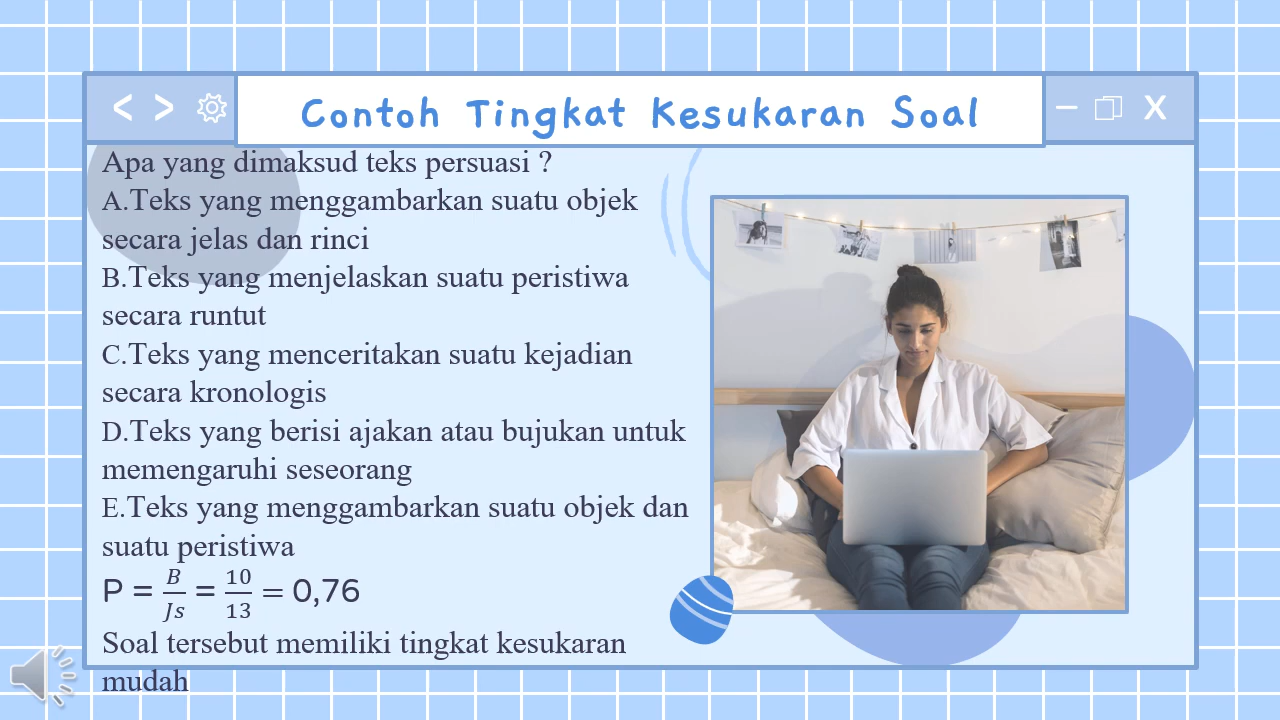 Contoh Tingkat Kesukaran Soal
Apa yang dimaksud teks persuasi ?
A.Teks yang menggambarkan suatu objek
secara jelas dan rinci
B.Teks yang menjelaskan suatu peristiwa
secara runtut
C.Teks yang menceritakan suatu kejadian
secara kronologis
D.Teks yang berisi ajakan atau bujukan untuk
memengaruhi seseorang
E.Teks yang menggambarkan suatu objek dan
suatu peristiwa
P = B/Js = 10/13 = 0,76
Soal tersebut memiliki tingkat kesukaran
mudah